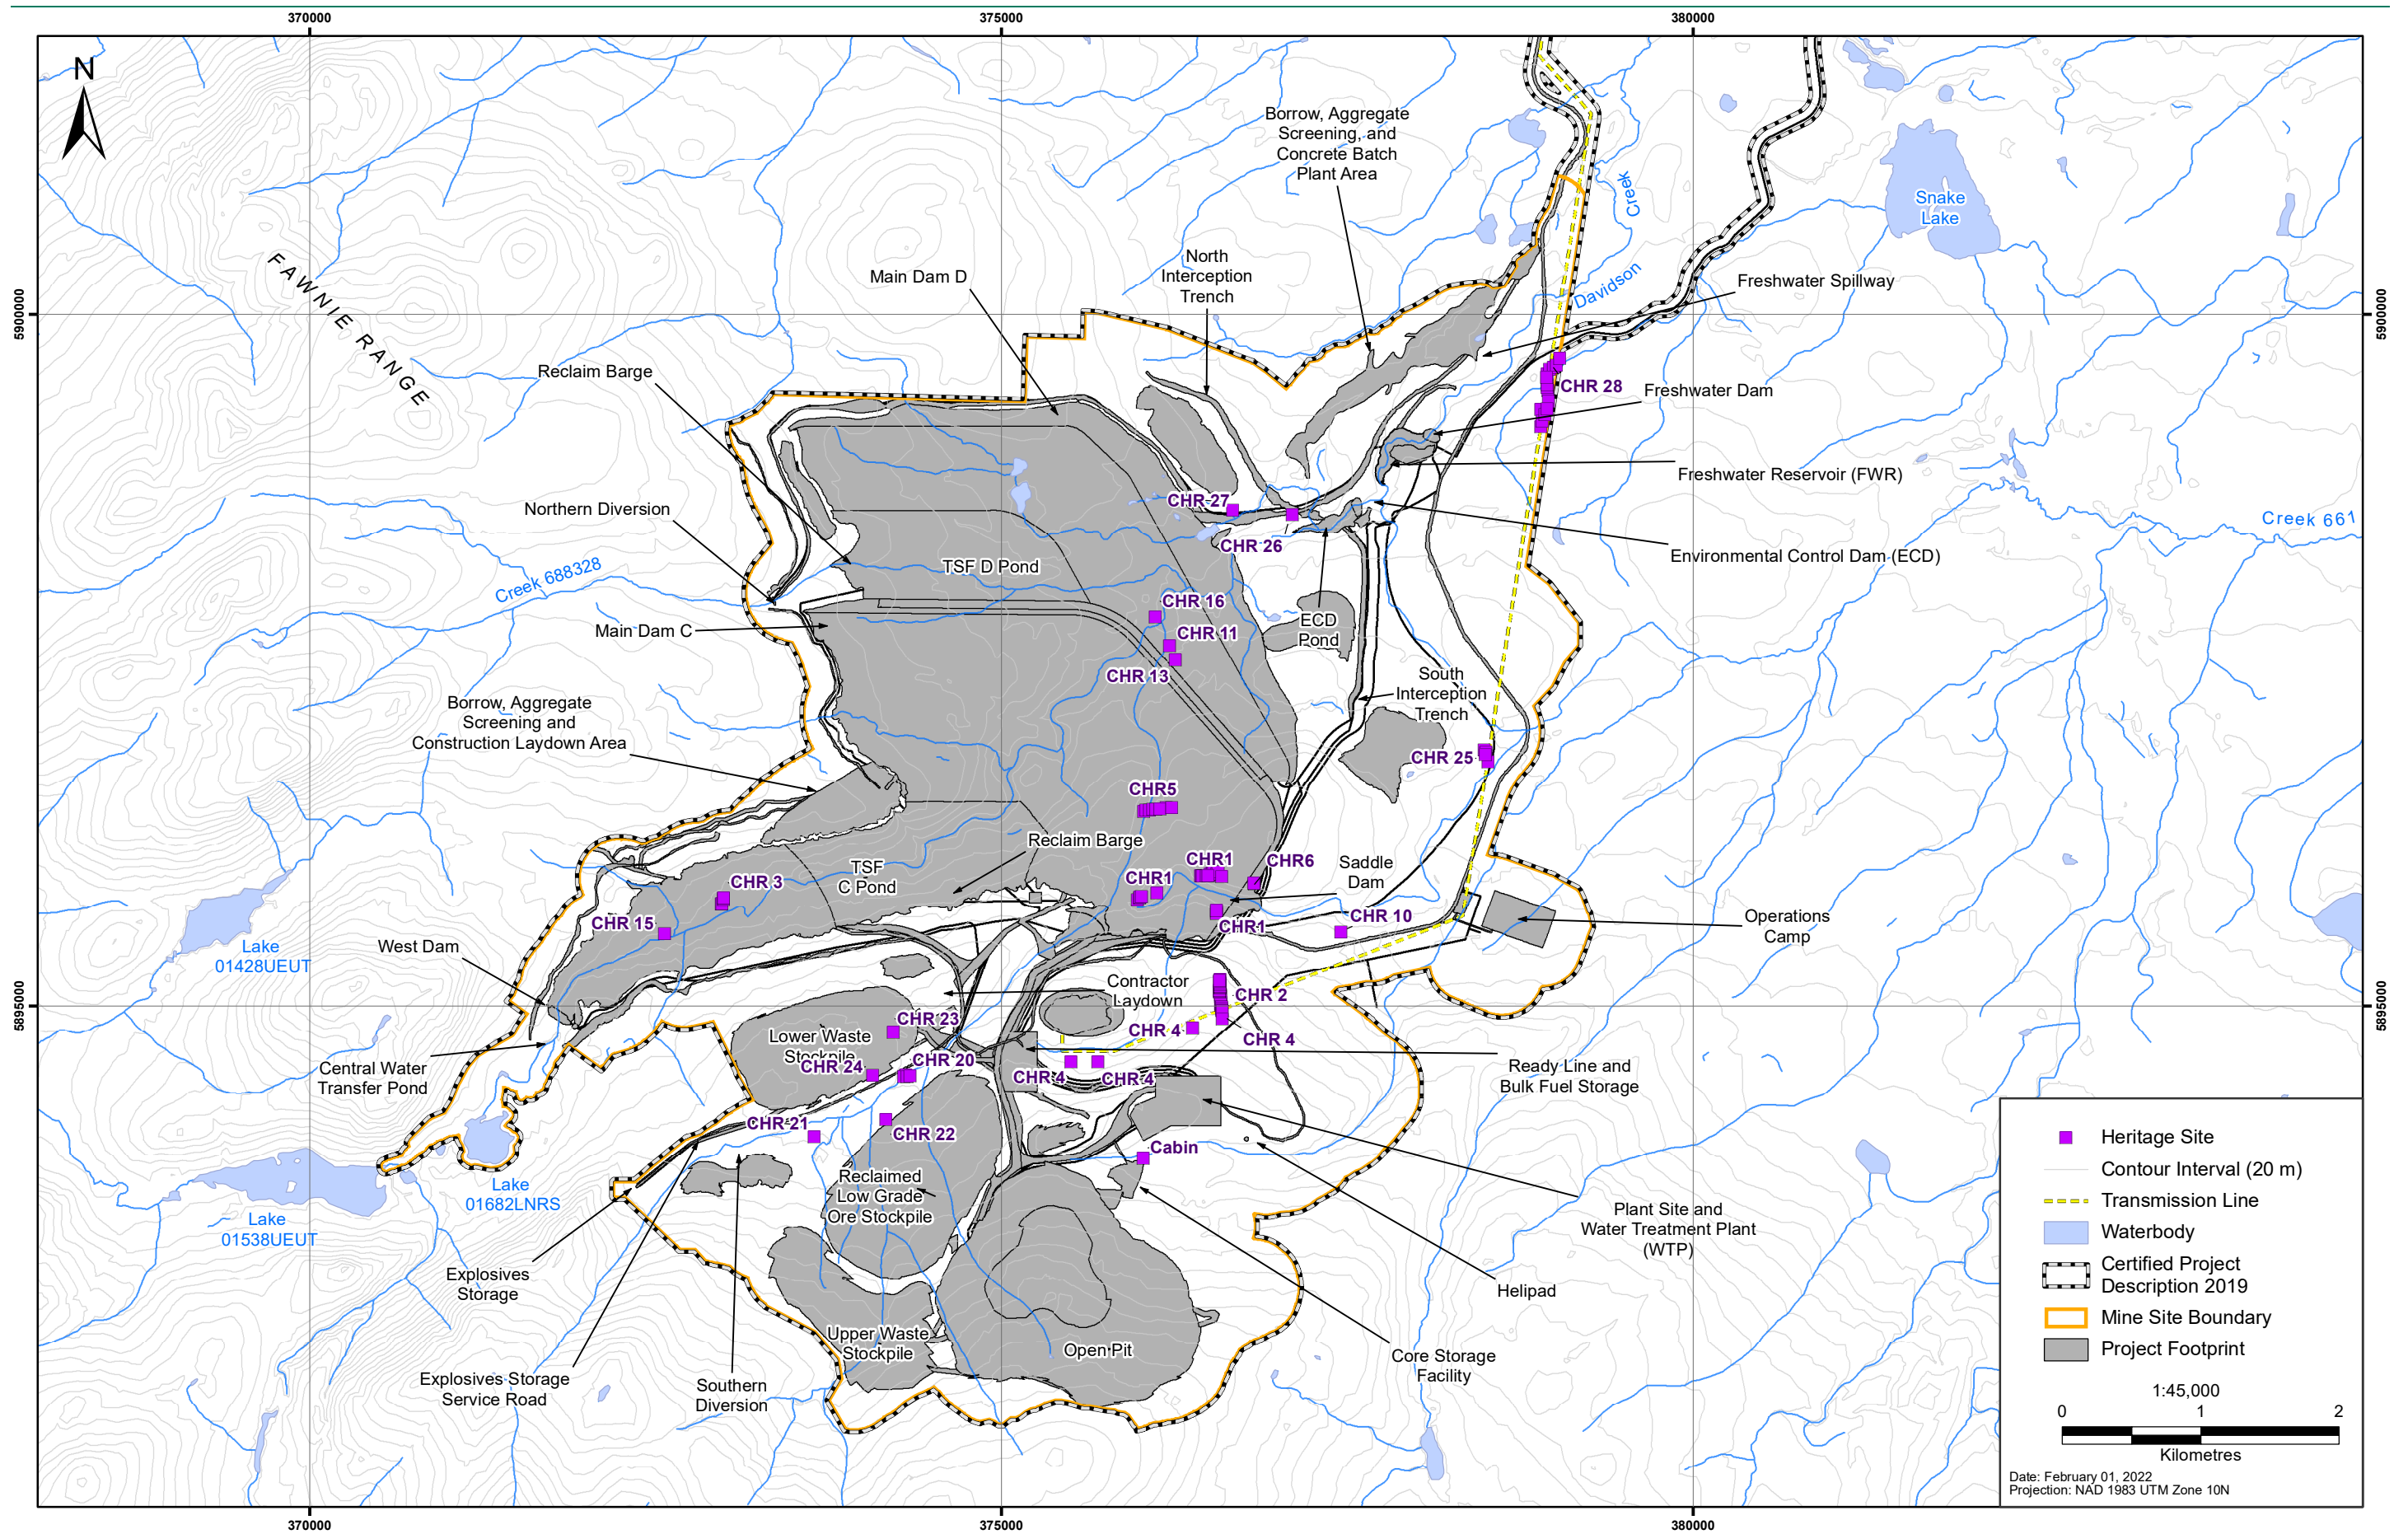 370000
375000
380000
N
Borrow, Aggregate
Screening, and
Concrete Batch
Plant Area
Creek
Snake
Lake
FAWNIE RANGE
Main Dam D
North
Interception
Trench
Davidson
Freshwater Spillway
5900000
5900000
Reclaim Barge
CHR 28
Freshwater Dam
Freshwater Reservoir (FWR)
Northern Diversion
CHR 27
CHR 26
Creek 661
Environmental Control Dam (ECD)
Creek 688328
TSF D Pond
CHR 16
Main Dam C
CHR 11
ECD
Pond
CHR 13
South
Interception
Trench
Borrow, Aggregate
Screening and
Construction Laydown Area
CHR 25
CHR5
Reclaim Barge
CHR1
CHR6
Saddle
Dam
TSF
C Pond
CHR 3
CHR1
CHR 15
CHR1
CHR 10
Operations
Camp
West Dam
Lake
01428UEUT
Contractor
Laydown
CHR 2
5895000
5895000
CHR 23
CHR 4
CHR 4
Lower Waste
Stockpile
CHR 24
CHR 20
Central Water
Transfer Pond
CHR 4
CHR 4
Ready Line and
Bulk Fuel Storage
CHR 21
CHR 22
Cabin
Lake
01682LNRS
Lake
01538UEUT
Reclaimed
Low Grade
Ore Stockpile
Plant Site and
Water Treatment Plant
(WTP)
Explosives
Storage
Helipad
Upper Waste
Stockpile
Open Pit
Core Storage
Facility
Explosives Storage
Service Road
Southern
Diversion
Heritage Site
Contour Interval (20 m)
Transmission Line
Waterbody
Certified Project
Description 2019
Mine Site Boundary
Project Footprint
1:45,000
0 1 2
Kilometres
Date: February 01, 2022
Projection: NAD 1983 UTM Zone 10N
370000
375000
380000